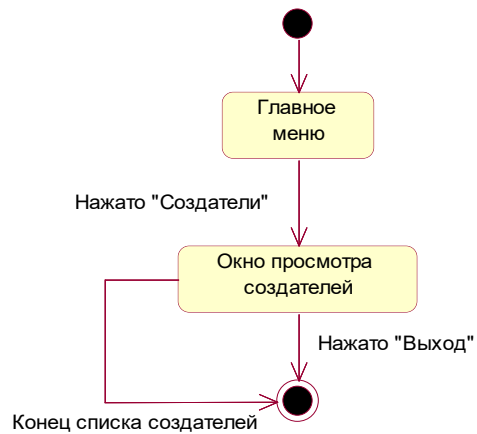 Главное
меню
Нажато "Создатели"
Окно просмотра
создателей
Нажато "Выход"
Конец списка создателей